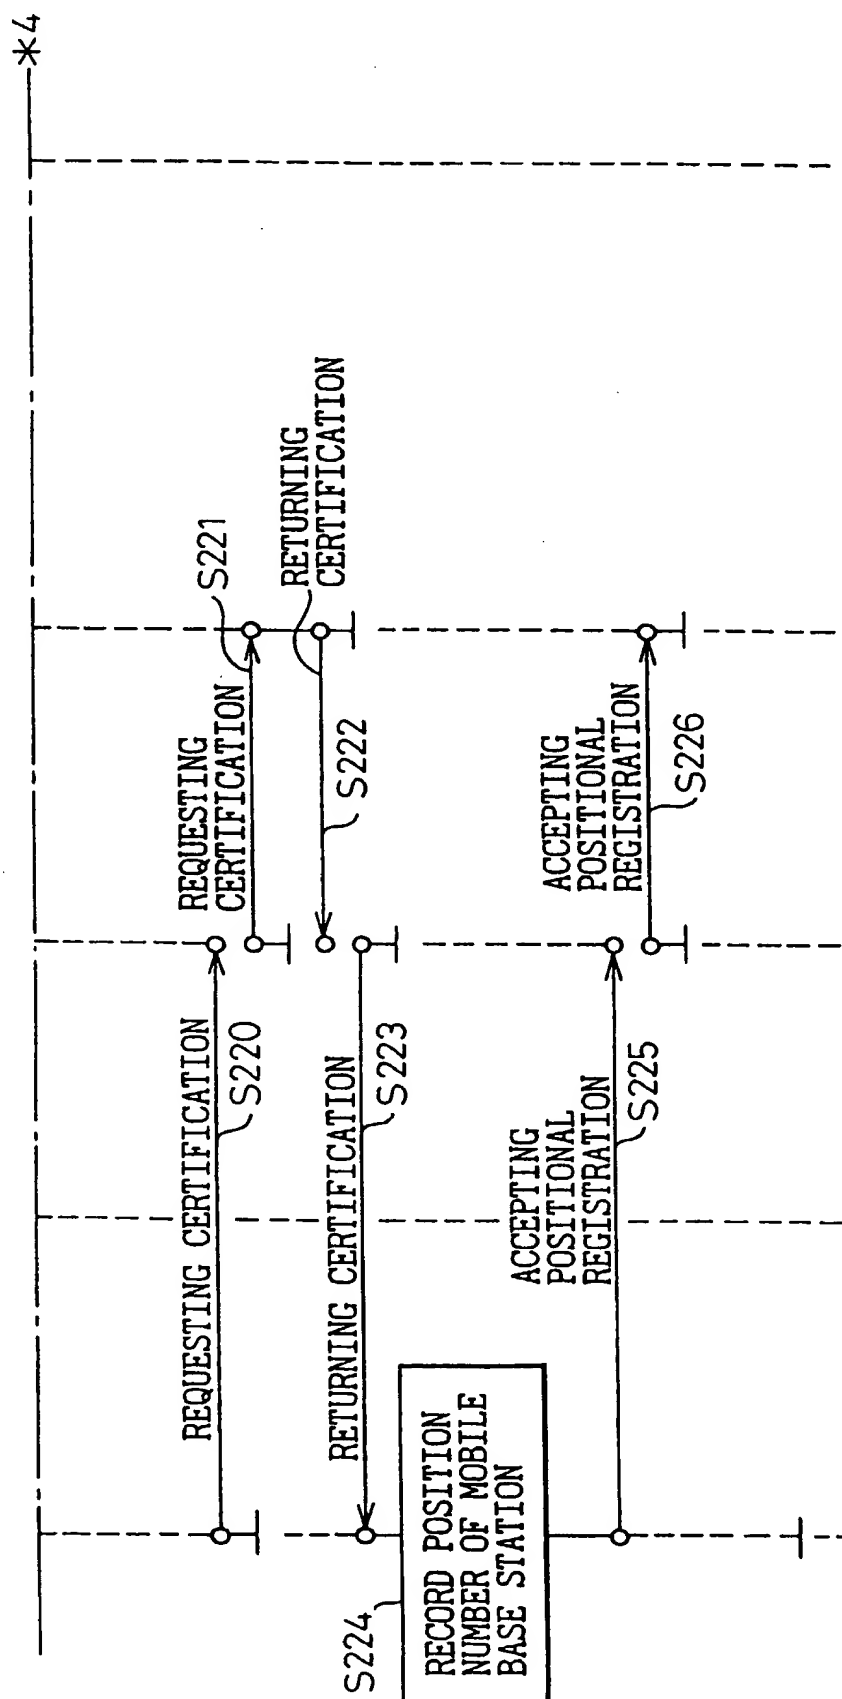 *4
REQUESTING CERTIFICATION
S220
REQUESTING
CERTIFICATION
S221
RETURNING
CERTIFICATION
S222
RETURNING CERTIFICATION
S223
S224
RECORD POSITION
NUMBER OF MOBILE
BASE STATION
ACCEPTING
POSITIONAL
REGISTRATION
S225
ACCEPTING
POSITIONAL
REGISTRATION
S226